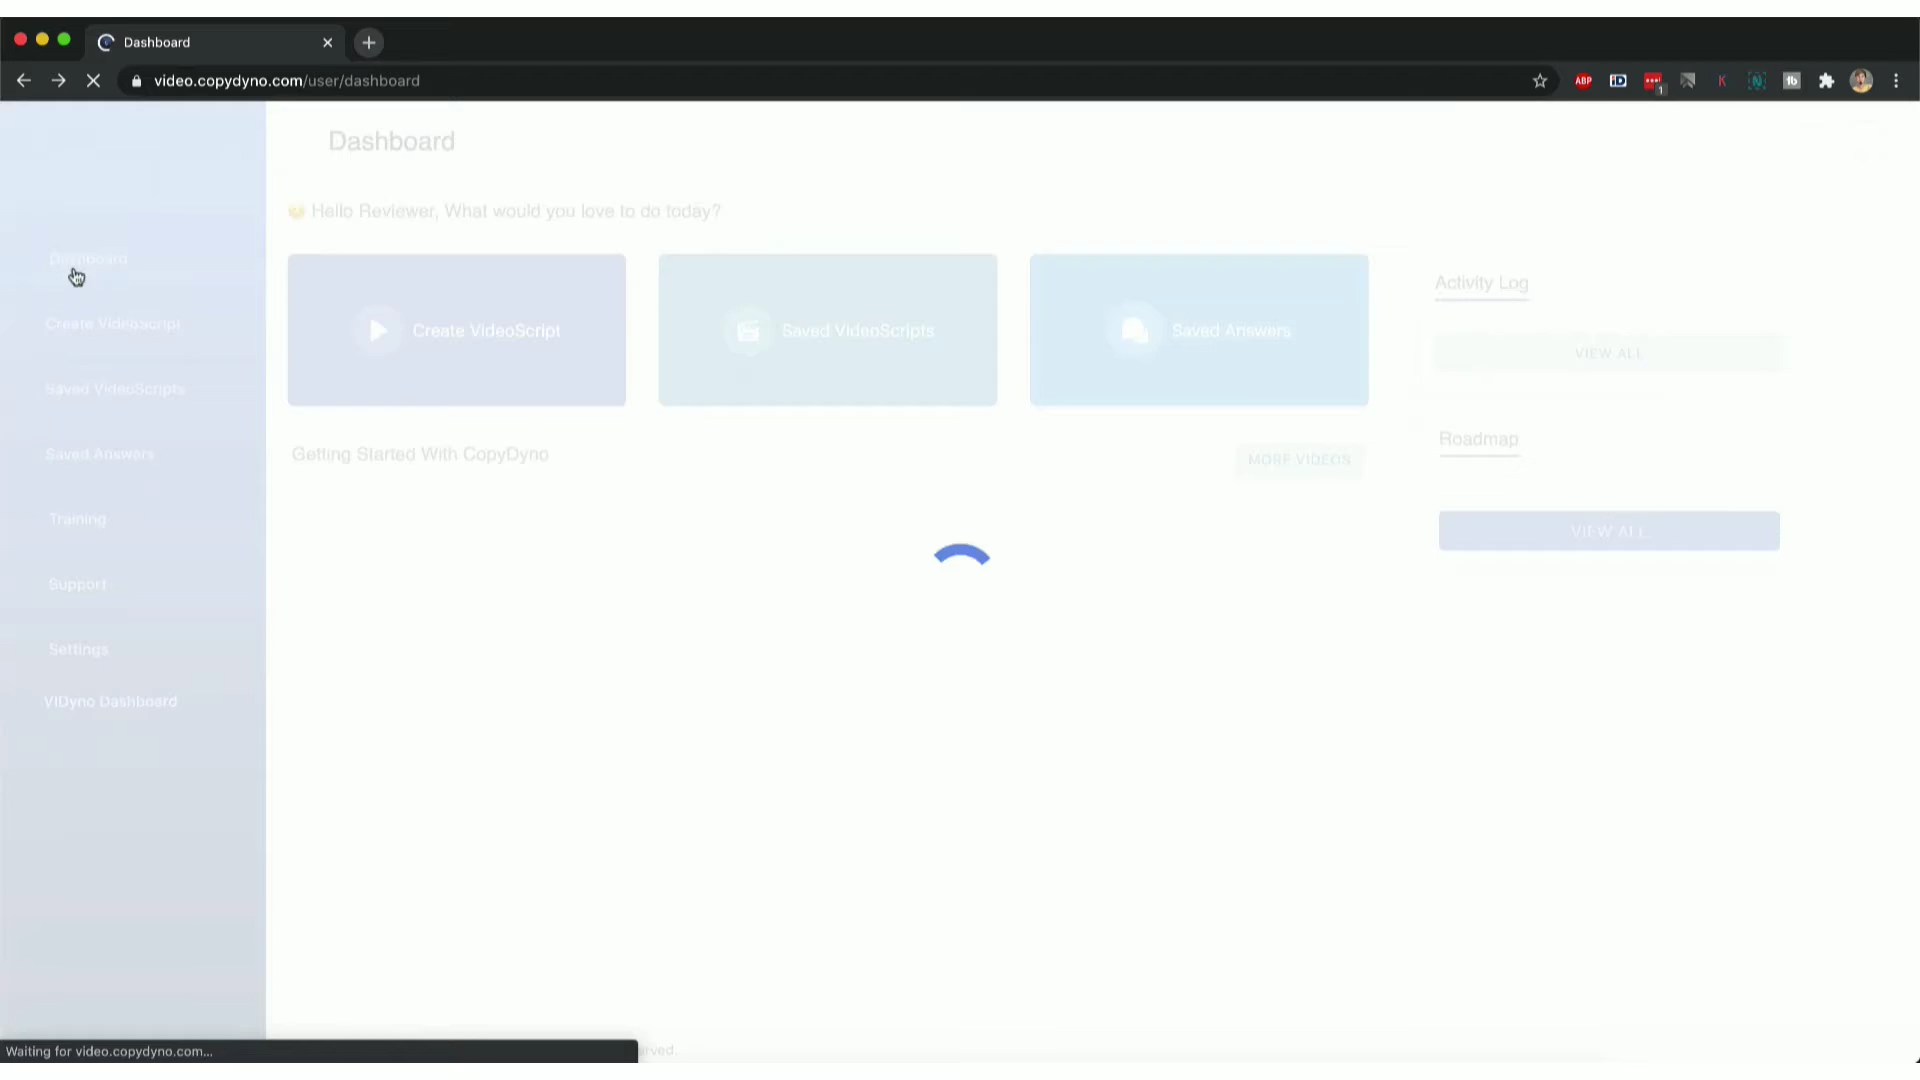 Dashboard
video.copydyno.com/user/dashboard
ABP
1
K
Dashboard
Hello Reviewer, What would you love to do today?
Dashboard
Create VideoScript
Saved VideoScripts
Saved Answers
Training
Support
Settings
VIDyno Dashboard
Create VideoScript
Saved VideoScripts
Saved Answers
Getting Started With CopyDyno
MORE VIDEOS
Activity Log
VIEW ALL
Roadmap
VIEW ALL
Waiting for video.copydyno.com...